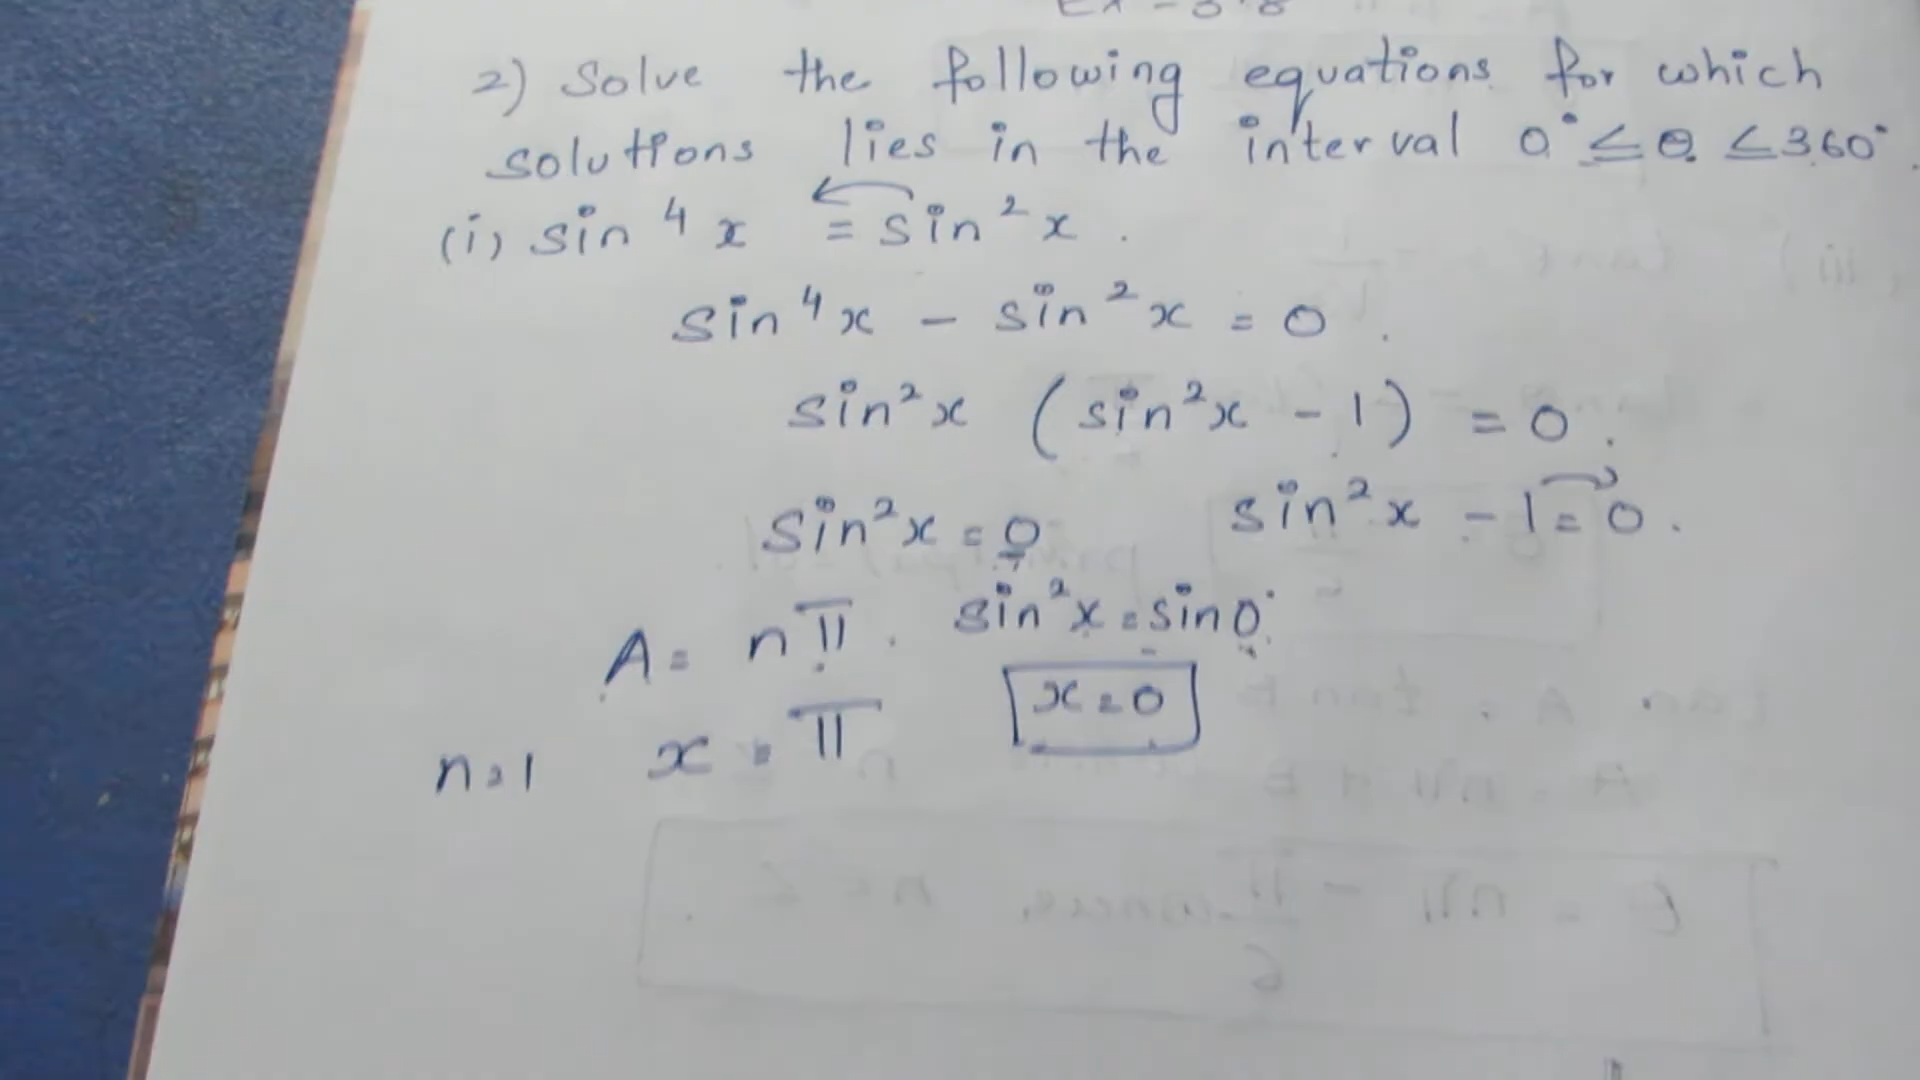 2) Solve the following equations for which
solutions lies in the interval 0° ≤ θ ≤ 360°.
(i) sin⁴x = sin²x.
sin⁴x - sin²x = 0.
sin²x (sin²x - 1) = 0.
sin²x = 0 sin²x - 1 = 0.
A = nπ. sin²x = sin 0°
x = 0
n = 1 x = π